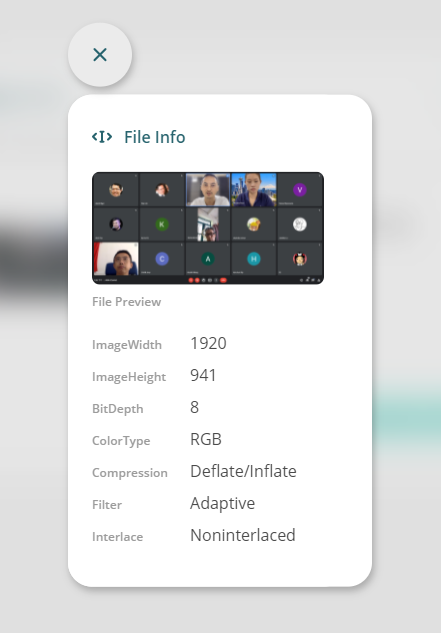 File Info
V
K
C
A
H
File Preview
ImageWidth 1920
ImageHeight 941
BitDepth 8
ColorType RGB
Compression Deflate/Inflate
Filter Adaptive
Interlace Noninterlaced